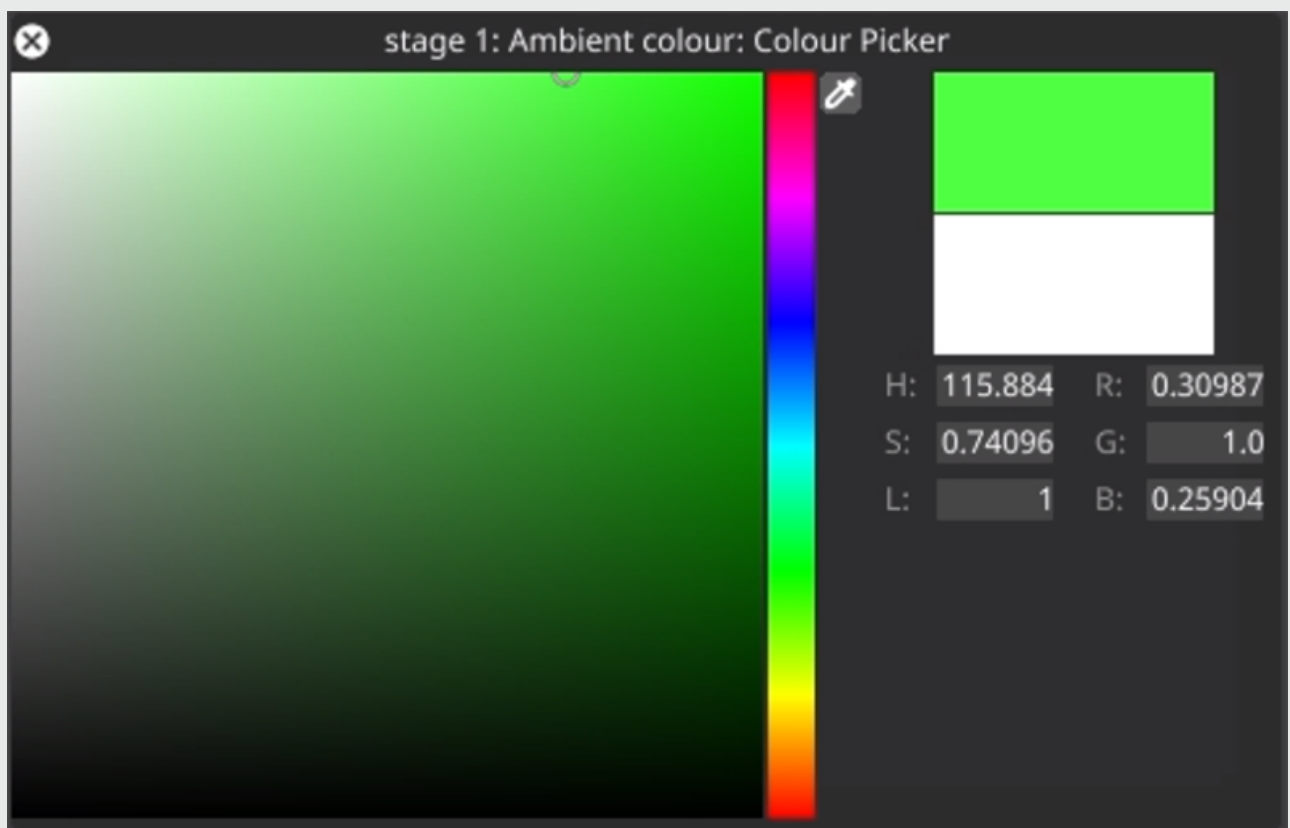 stage 1: Ambient colour: Colour Picker
H: 115.884 R: 0.30987
S: 0.74096 G: 1.0
L: 1 B: 0.25904